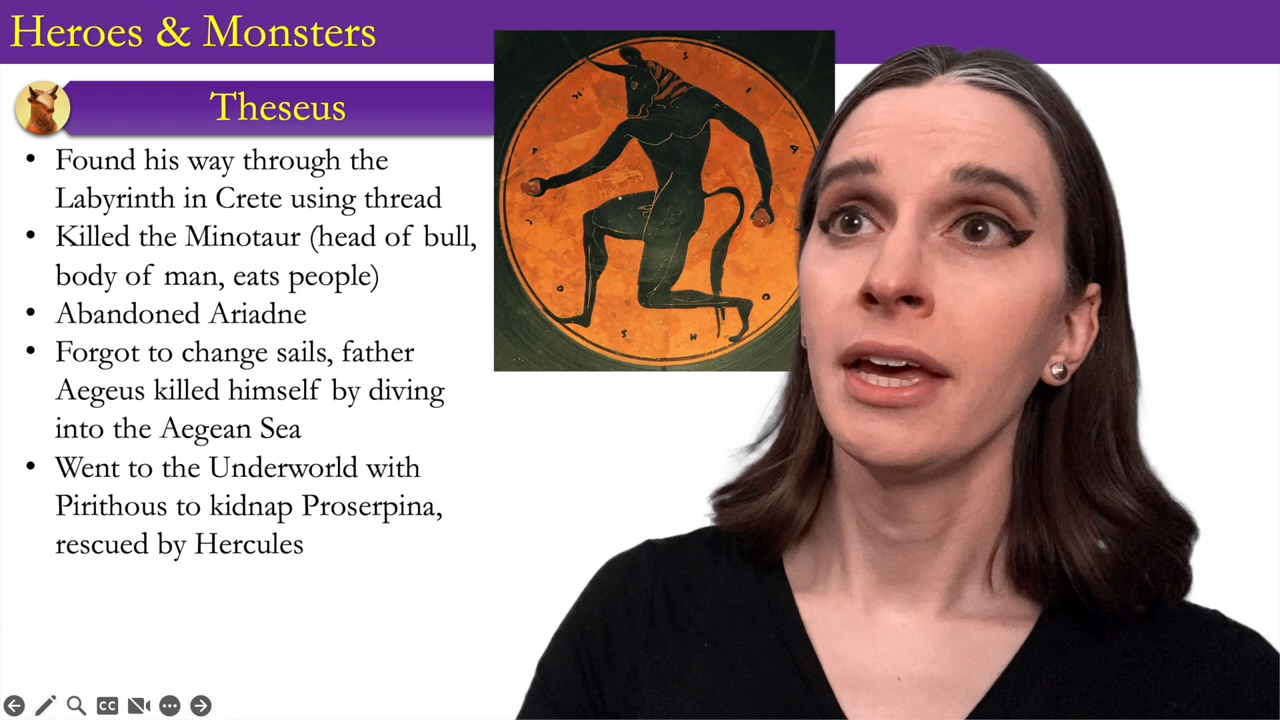 Heroes & Monsters
Theseus
• Found his way through the
Labyrinth in Crete using thread
• Killed the Minotaur (head of bull,
body of man, eats people)
• Abandoned Ariadne
• Forgot to change sails, father
Aegeus killed himself by diving
into the Aegean Sea
• Went to the Underworld with
Pirithous to kidnap Proserpina,
rescued by Hercules
CC